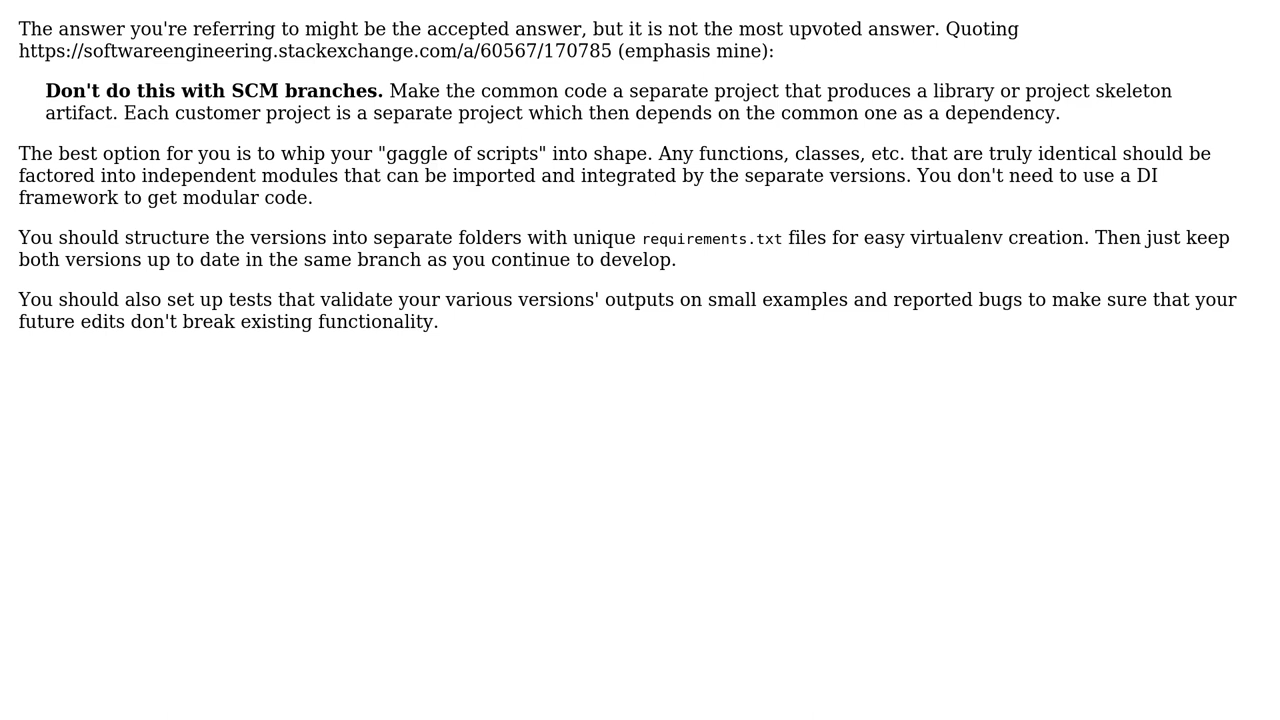 The answer you're referring to might be the accepted answer, but it is not the most upvoted answer. Quoting
https://softwareengineering.stackexchange.com/a/60567/170785 (emphasis mine):
Don't do this with SCM branches. Make the common code a separate project that produces a library or project skeleton
artifact. Each customer project is a separate project which then depends on the common one as a dependency.
The best option for you is to whip your "gaggle of scripts" into shape. Any functions, classes, etc. that are truly identical should be
factored into independent modules that can be imported and integrated by the separate versions. You don't need to use a DI
framework to get modular code.
You should structure the versions into separate folders with unique requirements.txt files for easy virtualenv creation. Then just keep
both versions up to date in the same branch as you continue to develop.
You should also set up tests that validate your various versions' outputs on small examples and reported bugs to make sure that your
future edits don't break existing functionality.